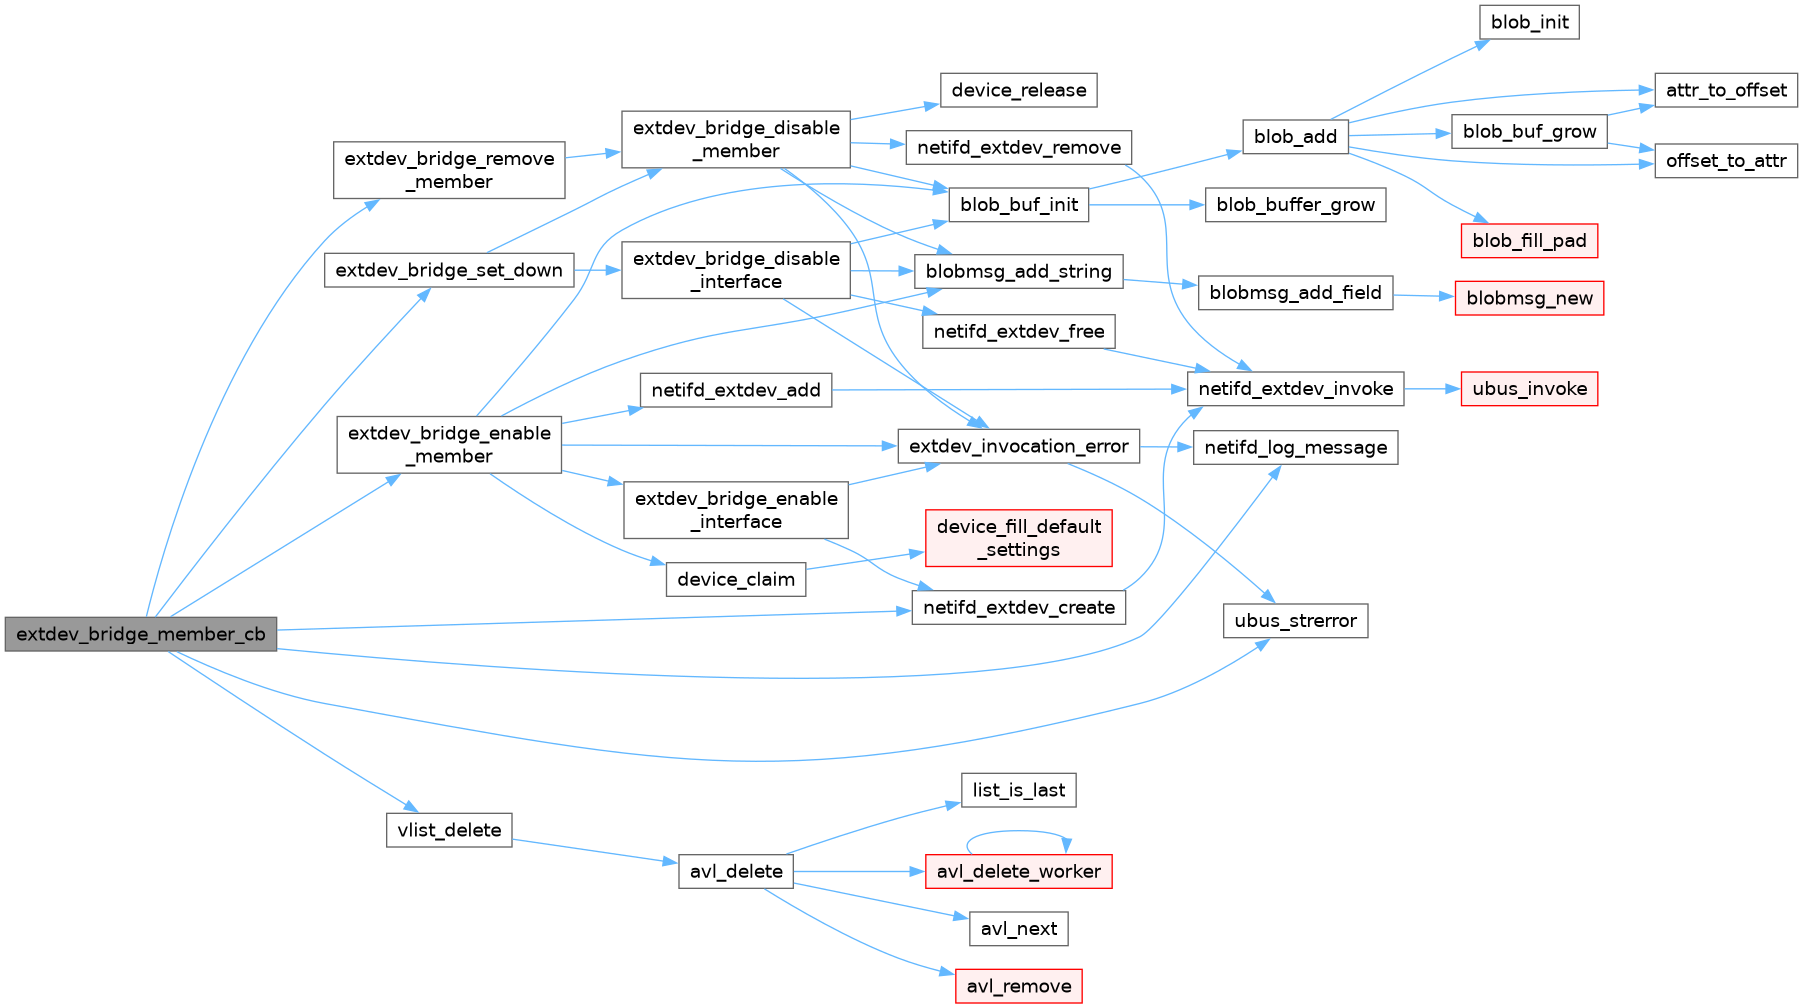 extdev_bridge_member_cb
extdev_bridge_remove
_member
extdev_bridge_set_down
extdev_bridge_enable
_member
vlist_delete
extdev_bridge_disable
_member
extdev_bridge_disable
_interface
netifd_extdev_add
extdev_bridge_enable
_interface
device_claim
avl_delete
device_release
netifd_extdev_remove
blob_buf_init
blobmsg_add_string
netifd_extdev_free
extdev_invocation_error
device_fill_default
_settings
netifd_extdev_create
list_is_last
avl_delete_worker
avl_next
avl_remove
blob_add
blob_buffer_grow
blobmsg_add_field
netifd_extdev_invoke
netifd_log_message
ubus_strerror
blob_init
blob_buf_grow
blob_fill_pad
blobmsg_new
ubus_invoke
attr_to_offset
offset_to_attr